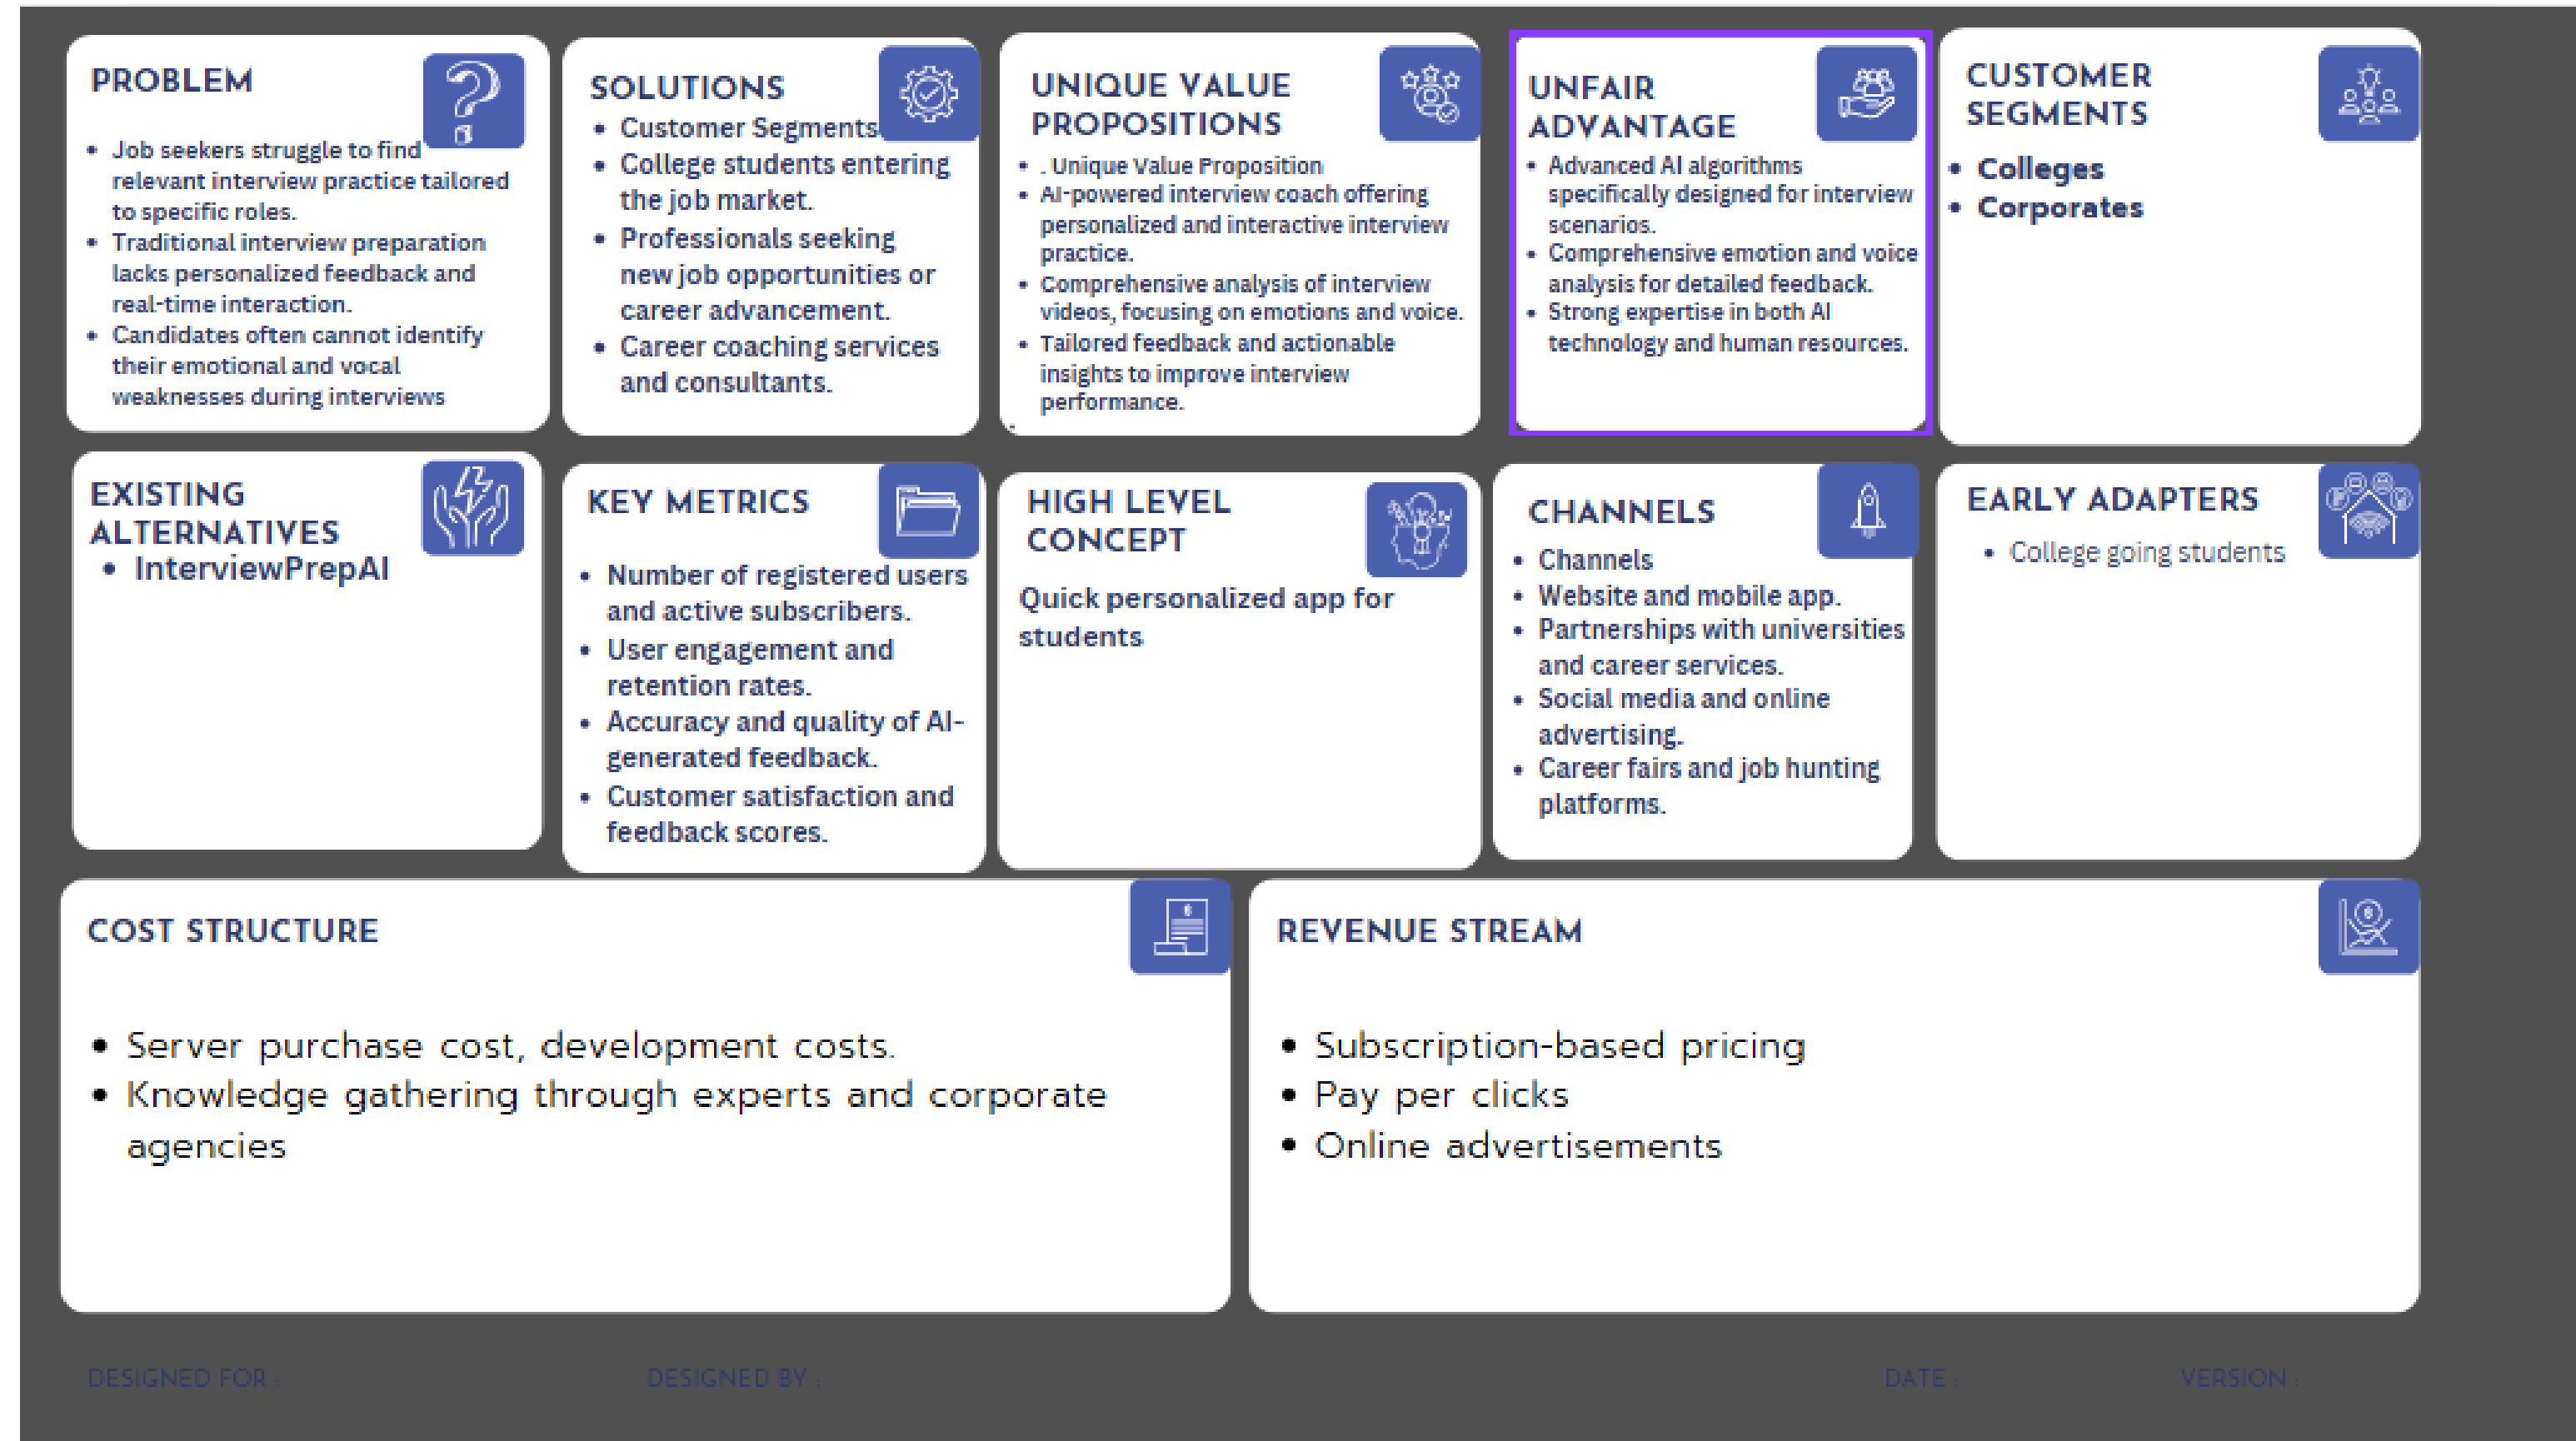 PROBLEM
• Job seekers struggle to find
relevant interview practice tailored
to specific roles.
• Traditional interview preparation
lacks personalized feedback and
real-time interaction.
• Candidates often cannot identify
their emotional and vocal
weaknesses during interviews
SOLUTIONS
• Customer Segments
• College students entering
the job market.
• Professionals seeking
new job opportunities or
career advancement.
• Career coaching services
and consultants.
UNIQUE VALUE
PROPOSITIONS
• . Unique Value Proposition
• AI-powered interview coach offering
personalized and interactive interview
practice.
• Comprehensive analysis of interview
videos, focusing on emotions and voice.
• Tailored feedback and actionable
insights to improve interview
performance.
UNFAIR
ADVANTAGE
• Advanced AI algorithms
specifically designed for interview
scenarios.
• Comprehensive emotion and voice
analysis for detailed feedback.
• Strong expertise in both AI
technology and human resources.
CUSTOMER
SEGMENTS
• Colleges
• Corporates
EXISTING
ALTERNATIVES
• InterviewPrepAI
KEY METRICS
• Number of registered users
and active subscribers.
• User engagement and
retention rates.
• Accuracy and quality of AI-
generated feedback.
• Customer satisfaction and
feedback scores.
HIGH LEVEL
CONCEPT
Quick personalized app for
students
CHANNELS
• Channels
• Website and mobile app.
• Partnerships with universities
and career services.
• Social media and online
advertising.
• Career fairs and job hunting
platforms.
EARLY ADAPTERS
• College going students
COST STRUCTURE
• Server purchase cost, development costs.
• Knowledge gathering through experts and corporate
agencies
REVENUE STREAM
• Subscription-based pricing
• Pay per clicks
• Online advertisements
DESIGNED FOR :
DESIGNED BY :
DATE :
VERSION :